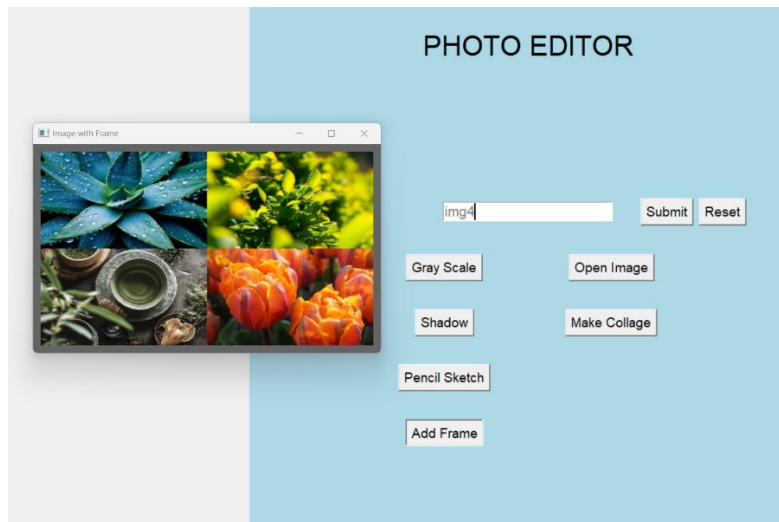 PHOTO EDITOR
Image with Frame
img4
Submit Reset
Gray Scale Open Image
Shadow Make Collage
Pencil Sketch
Add Frame